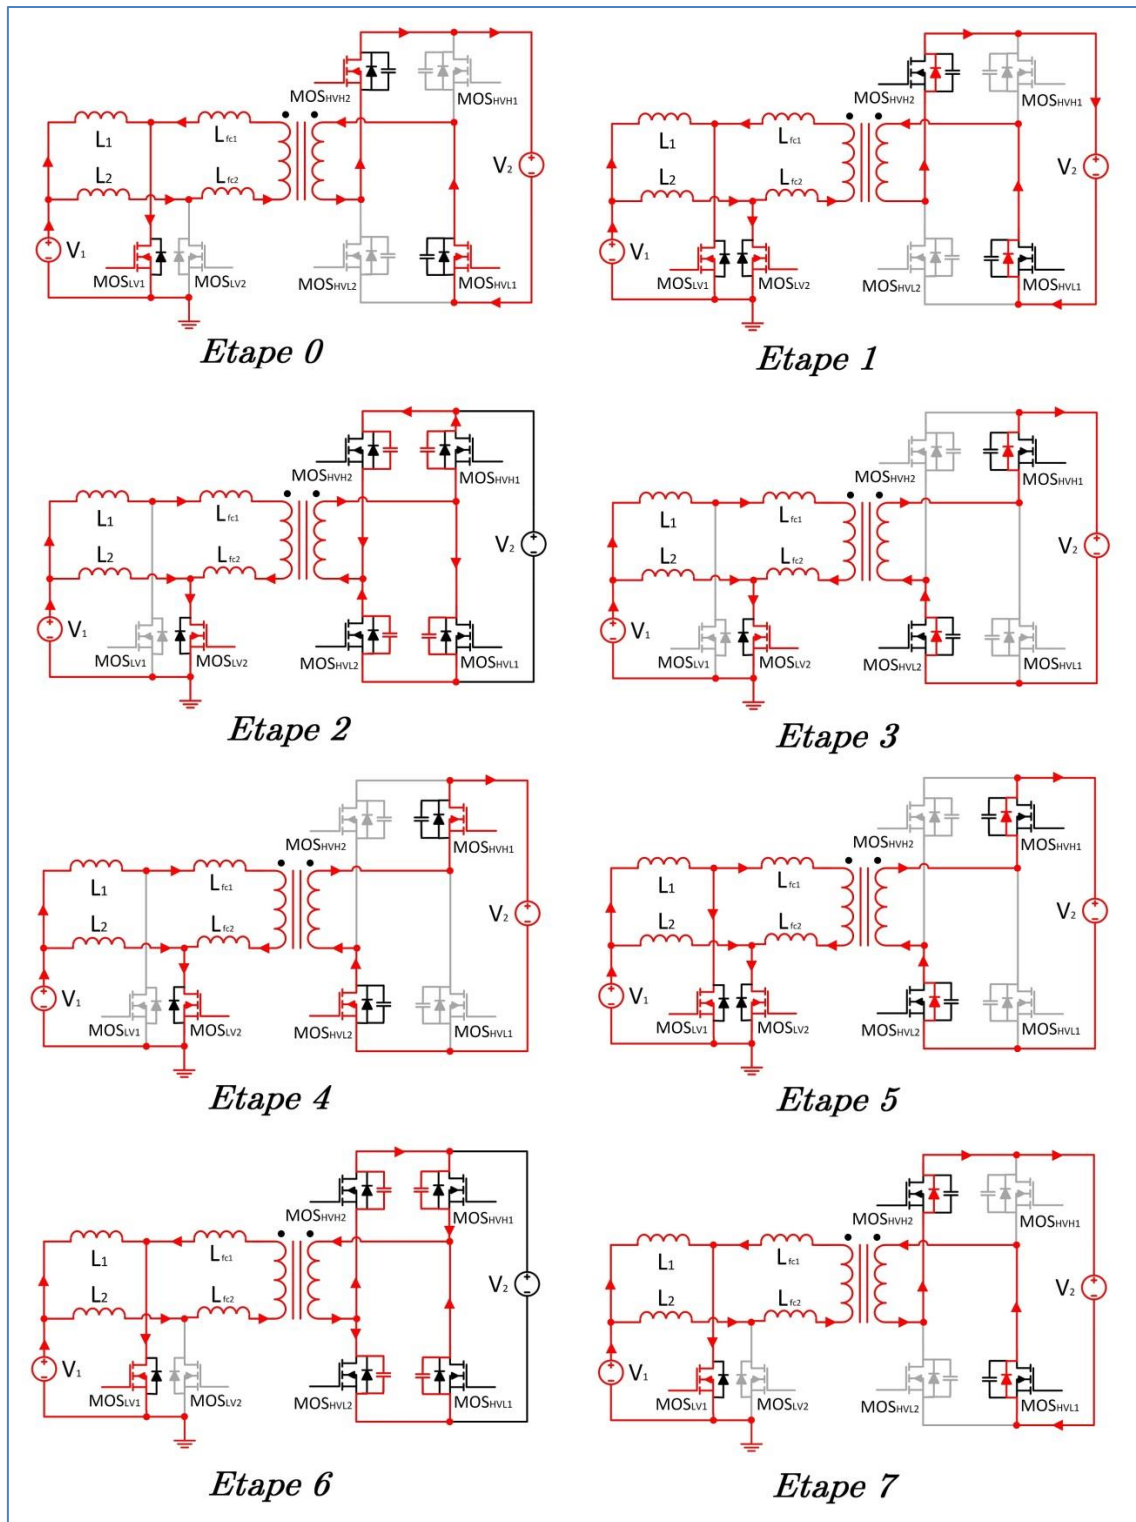 MOSHVH2
MOSHVH1
L1
Lfc1
L2
Lfc2
V1
V2
MOSLV1
MOSLV2
MOSHVL2
MOSHVL1
Etape 0
MOSHVH2
MOSHVH1
L1
Lfc1
L2
Lfc2
V1
V2
MOSLV1
MOSLV2
MOSHVL2
MOSHVL1
Etape 1
MOSHVH2
MOSHVH1
L1
Lfc1
L2
Lfc2
V1
V2
MOSLV1
MOSLV2
MOSHVL2
MOSHVL1
Etape 2
MOSHVH2
MOSHVH1
L1
Lfc1
L2
Lfc2
V1
V2
MOSLV1
MOSLV2
MOSHVL2
MOSHVL1
Etape 3
MOSHVH2
MOSHVH1
L1
Lfc1
L2
Lfc2
V1
V2
MOSLV1
MOSLV2
MOSHVL2
MOSHVL1
Etape 4
MOSHVH2
MOSHVH1
L1
Lfc1
L2
Lfc2
V1
V2
MOSLV1
MOSLV2
MOSHVL2
MOSHVL1
Etape 5
MOSHVH2
MOSHVH1
L1
Lfc1
L2
Lfc2
V1
V2
MOSLV1
MOSLV2
MOSHVL2
MOSHVL1
Etape 6
MOSHVH2
MOSHVH1
L1
Lfc1
L2
Lfc2
V1
V2
MOSLV1
MOSLV2
MOSHVL2
MOSHVL1
Etape 7